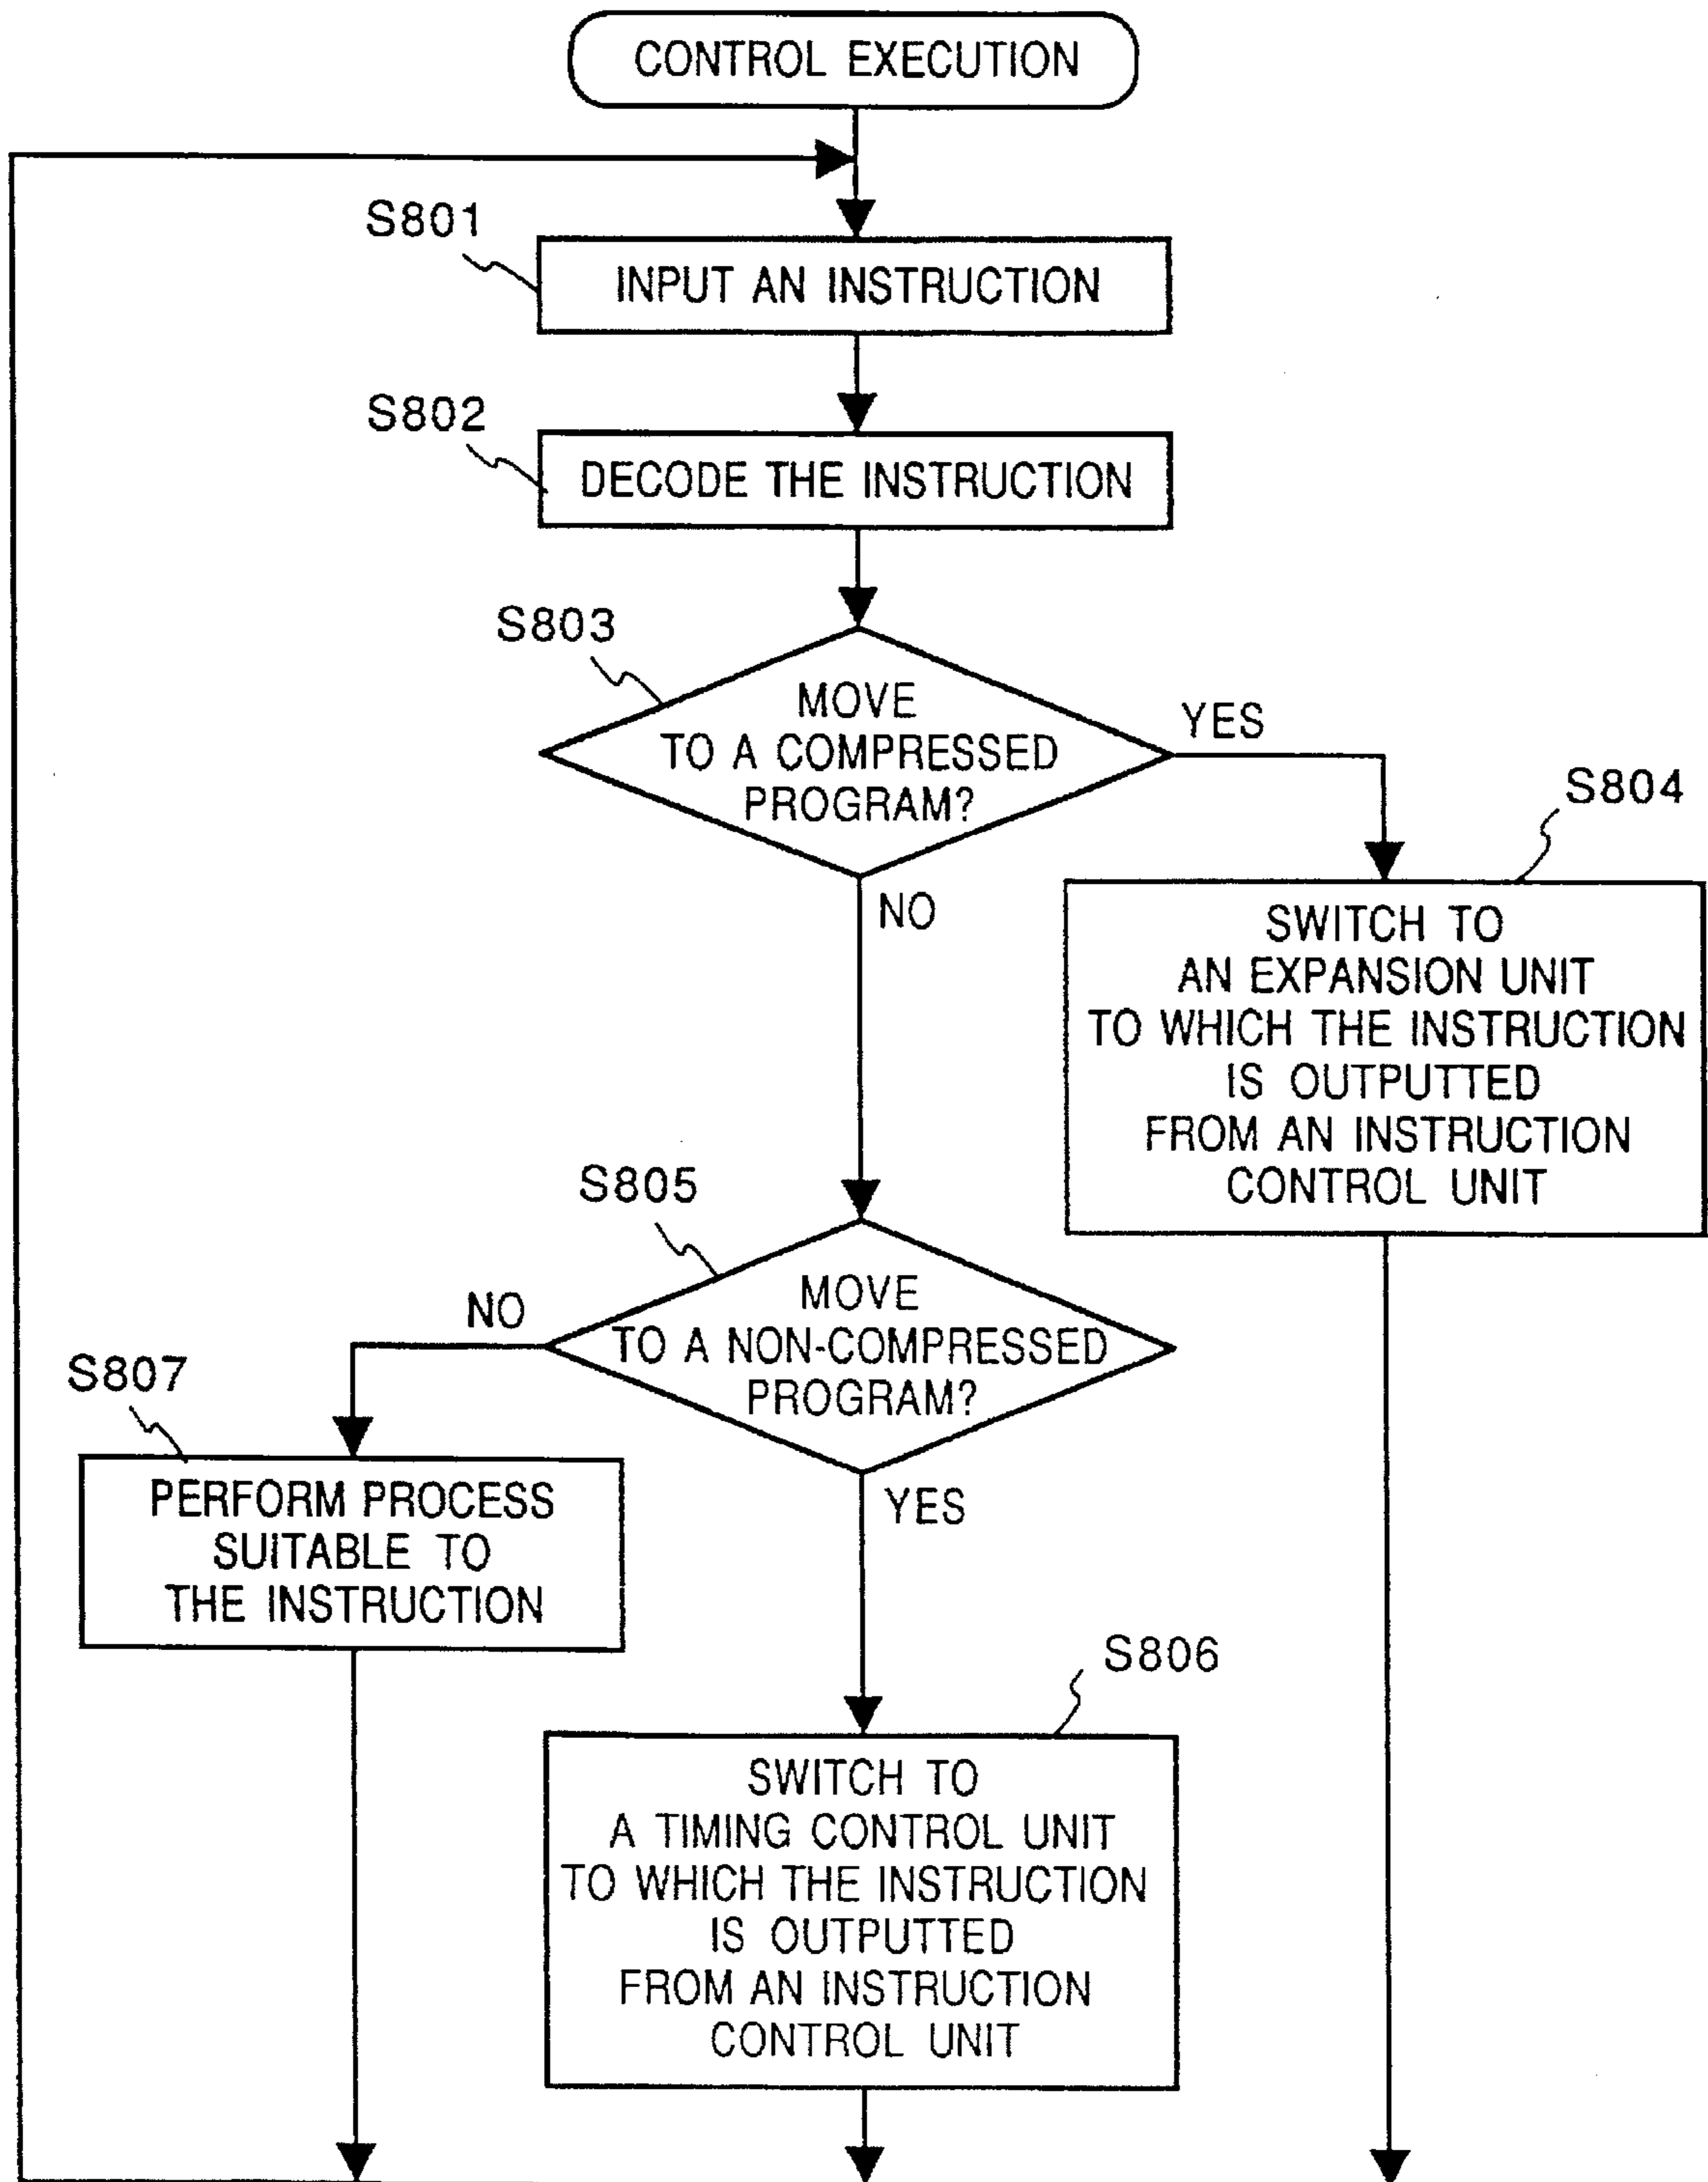 CONTROL EXECUTION
S801
INPUT AN INSTRUCTION
S802
DECODE THE INSTRUCTION
S803
MOVE
TO A COMPRESSED
PROGRAM?
YES
NO
S804
SWITCH TO
AN EXPANSION UNIT
TO WHICH THE INSTRUCTION
IS OUTPUTTED
FROM AN INSTRUCTION
CONTROL UNIT
S805
MOVE
TO A NON-COMPRESSED
PROGRAM?
NO
YES
S807
PERFORM PROCESS
SUITABLE TO
THE INSTRUCTION
S806
SWITCH TO
A TIMING CONTROL UNIT
TO WHICH THE INSTRUCTION
IS OUTPUTTED
FROM AN INSTRUCTION
CONTROL UNIT